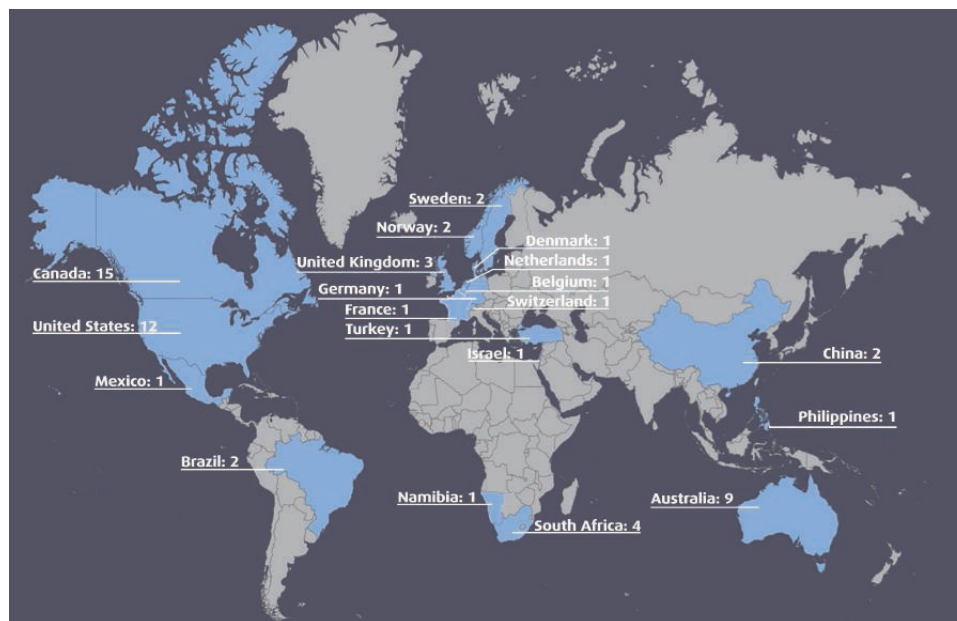 Sweden: 2
Norway: 2
Denmark: 1
United Kingdom: 3
Netherlands: 1
Canada: 15
Belgium: 1
Germany: 1
Switzerland: 1
France: 1
United States: 12
Turkey: 1
Israel: 1
China: 2
Mexico: 1
Philippines: 1
Brazil: 2
Namibia: 1
Australia: 9
South Africa: 4